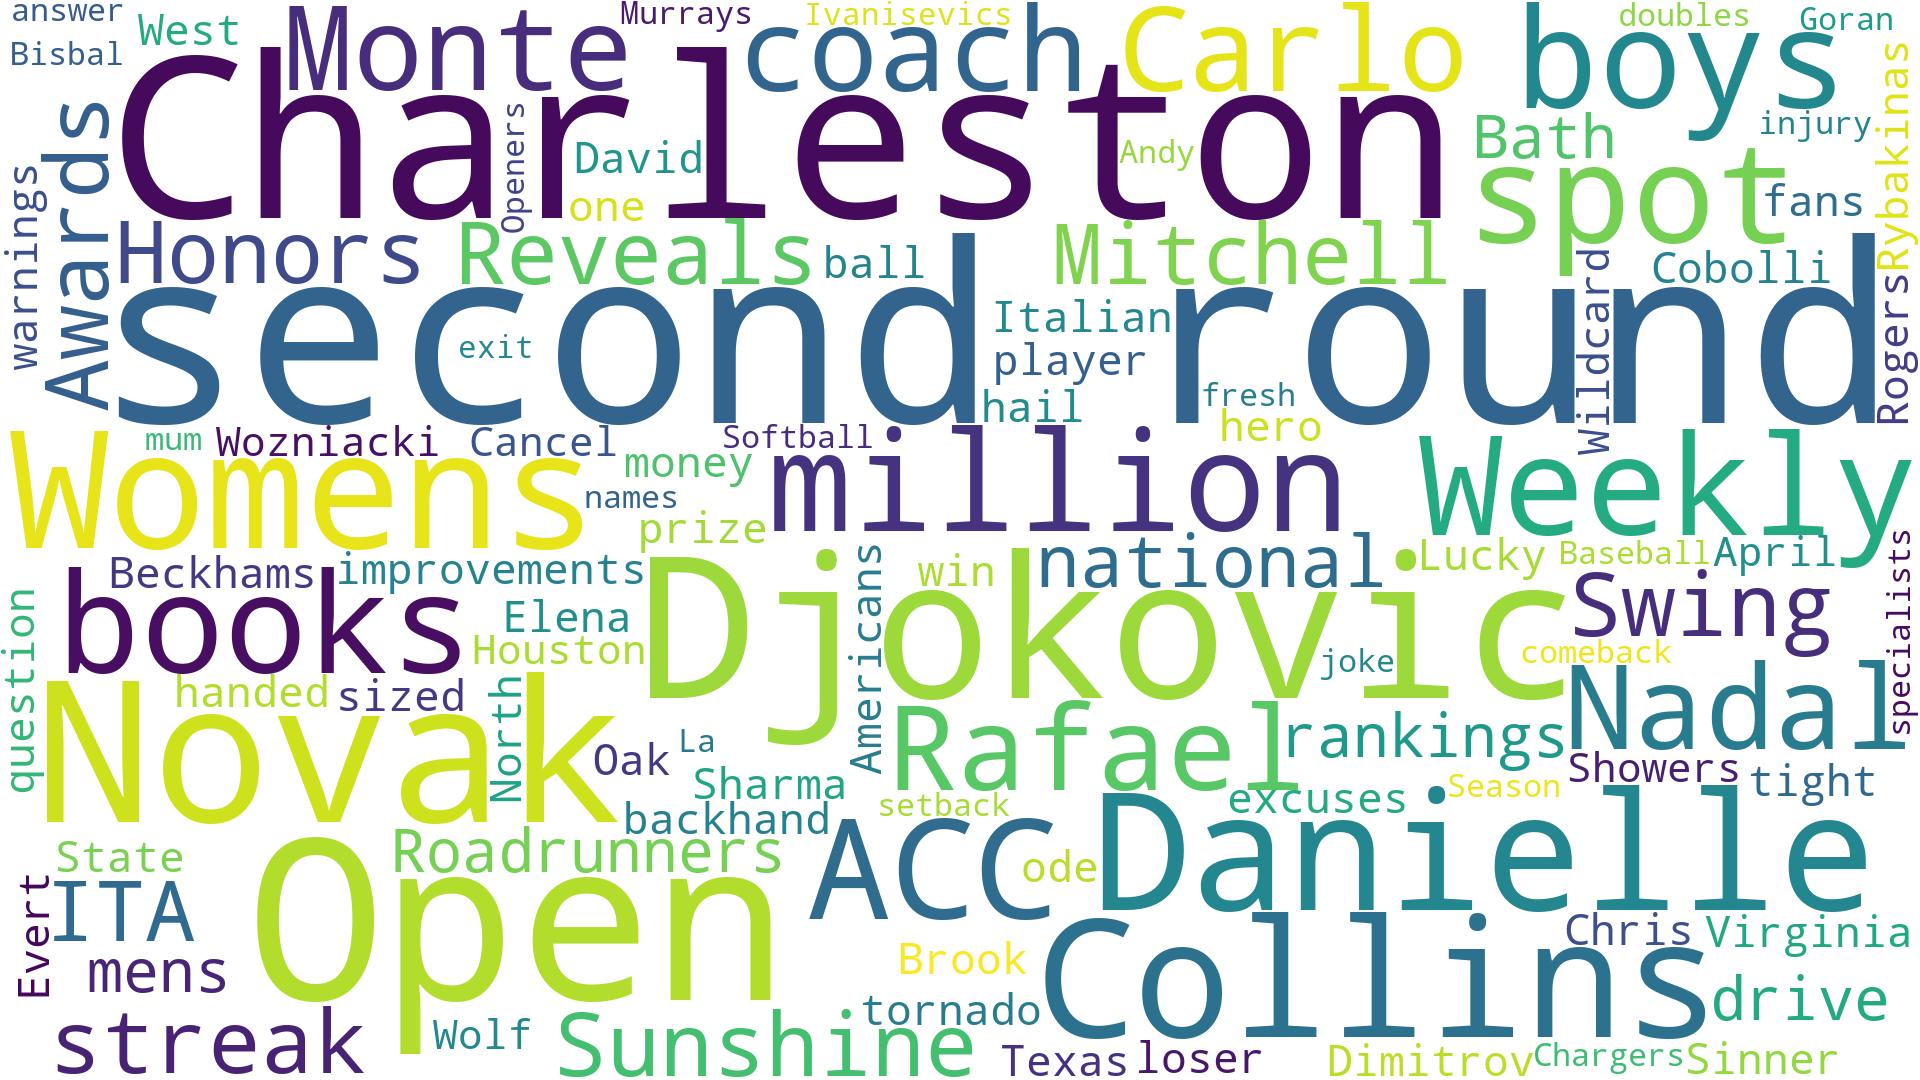 answer
West
Monte
Murrays
Ivanisevics
coach
Carlo
boys
doubles
Goran
Bisbal
Charleston
Awards
Openers
David
one
Andy
Bath
injury
spot
fans
Rybakinas
warnings
Honors
Reveals
ball
Mitchell
Cobolli
Wildcard
Rogers
second round
exit
Italian
player
hail
fresh
hero
Womens
mum
Wozniacki
Cancel
Softball
names
money
prize
million
Weekly
national
Lucky
Baseball
April
specialists
Beckhams
improvements
win
Americans
Djokovic
Swing
books
Elena
Houston
joke
comeback
question
handed
sized
North
Novak
Oak
La
Sharma
Rafael
rankings
Nadal
Showers
tight
backhand
setback
excuses
Season
State
Roadrunners
ACC
ode
Danielle
Evert
ITA
mens
Open
Brook
Collins
Chris
Virginia
tornado
drive
streak
Wolf
Sunshine
Texas
loser
Dimitrov
Chargers
Sinner